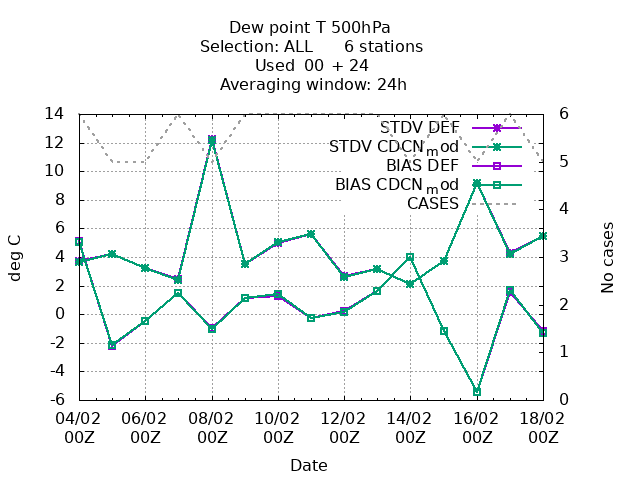 Dew point T 500hPa
Selection: ALL 6 stations
Used 00 + 24
Averaging window: 24h
14
12
10
8
6
4
2
0
-2
-4
-6
deg C
6
5
4
3
2
1
0
No cases
STDV DEF
STDV CDCN_mod
BIAS DEF
BIAS CDCN_mod
CASES
04/02 06/02 08/02 10/02 12/02 14/02 16/02 18/02
00Z 00Z 00Z 00Z 00Z 00Z 00Z 00Z
Date